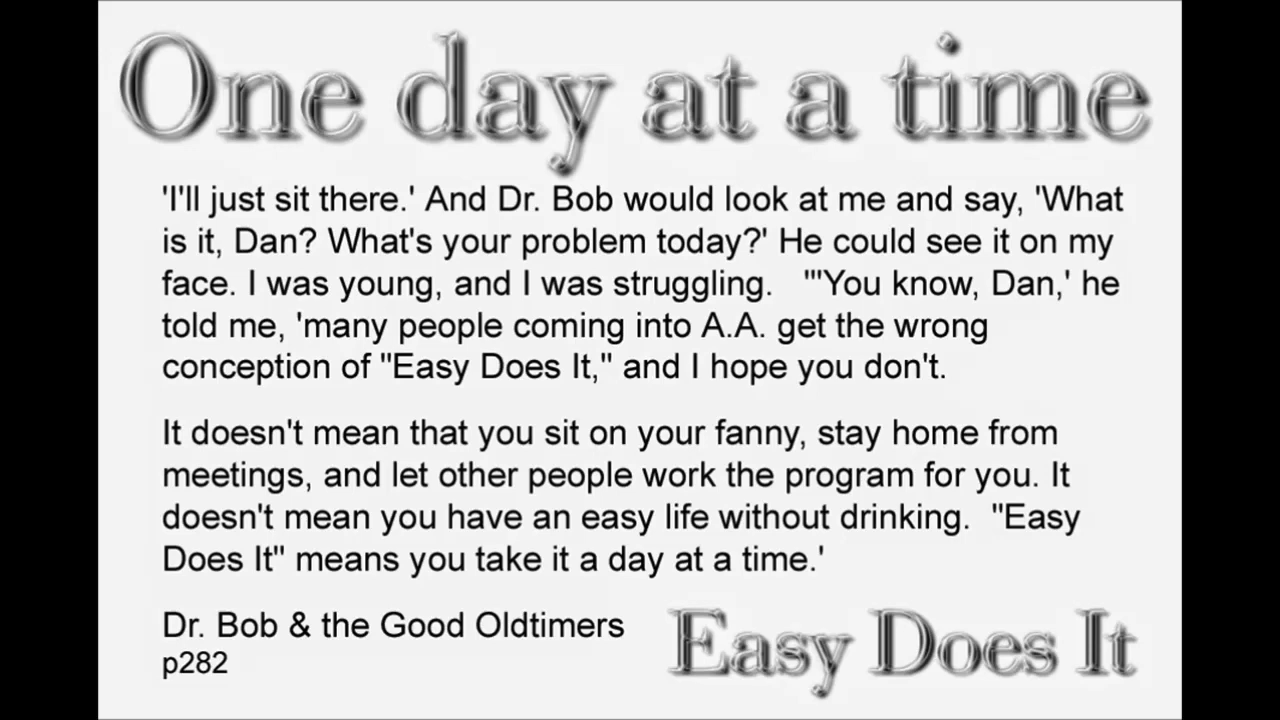 One day at a time
'I'll just sit there.' And Dr. Bob would look at me and say, 'What
is it, Dan? What's your problem today?' He could see it on my
face. I was young, and I was struggling.   "'You know, Dan,' he
told me, 'many people coming into A.A. get the wrong
conception of "Easy Does It," and I hope you don't.
It doesn't mean that you sit on your fanny, stay home from
meetings, and let other people work the program for you. It
doesn't mean you have an easy life without drinking.  "Easy
Does It" means you take it a day at a time.'
Dr. Bob & the Good Oldtimers
p282
Easy Does It